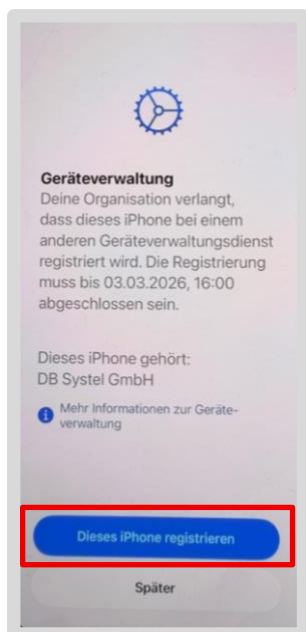 Geräteverwaltung
Deine Organisation verlangt,
dass dieses iPhone bei einem
anderen Geräteverwaltungsdienst
registriert wird. Die Registrierung
muss bis 03.03.2026, 16:00
abgeschlossen sein.
Dieses iPhone gehört:
DB Systel GmbH
Mehr Informationen zur Geräte-
verwaltung
Dieses iPhone registrieren
Später